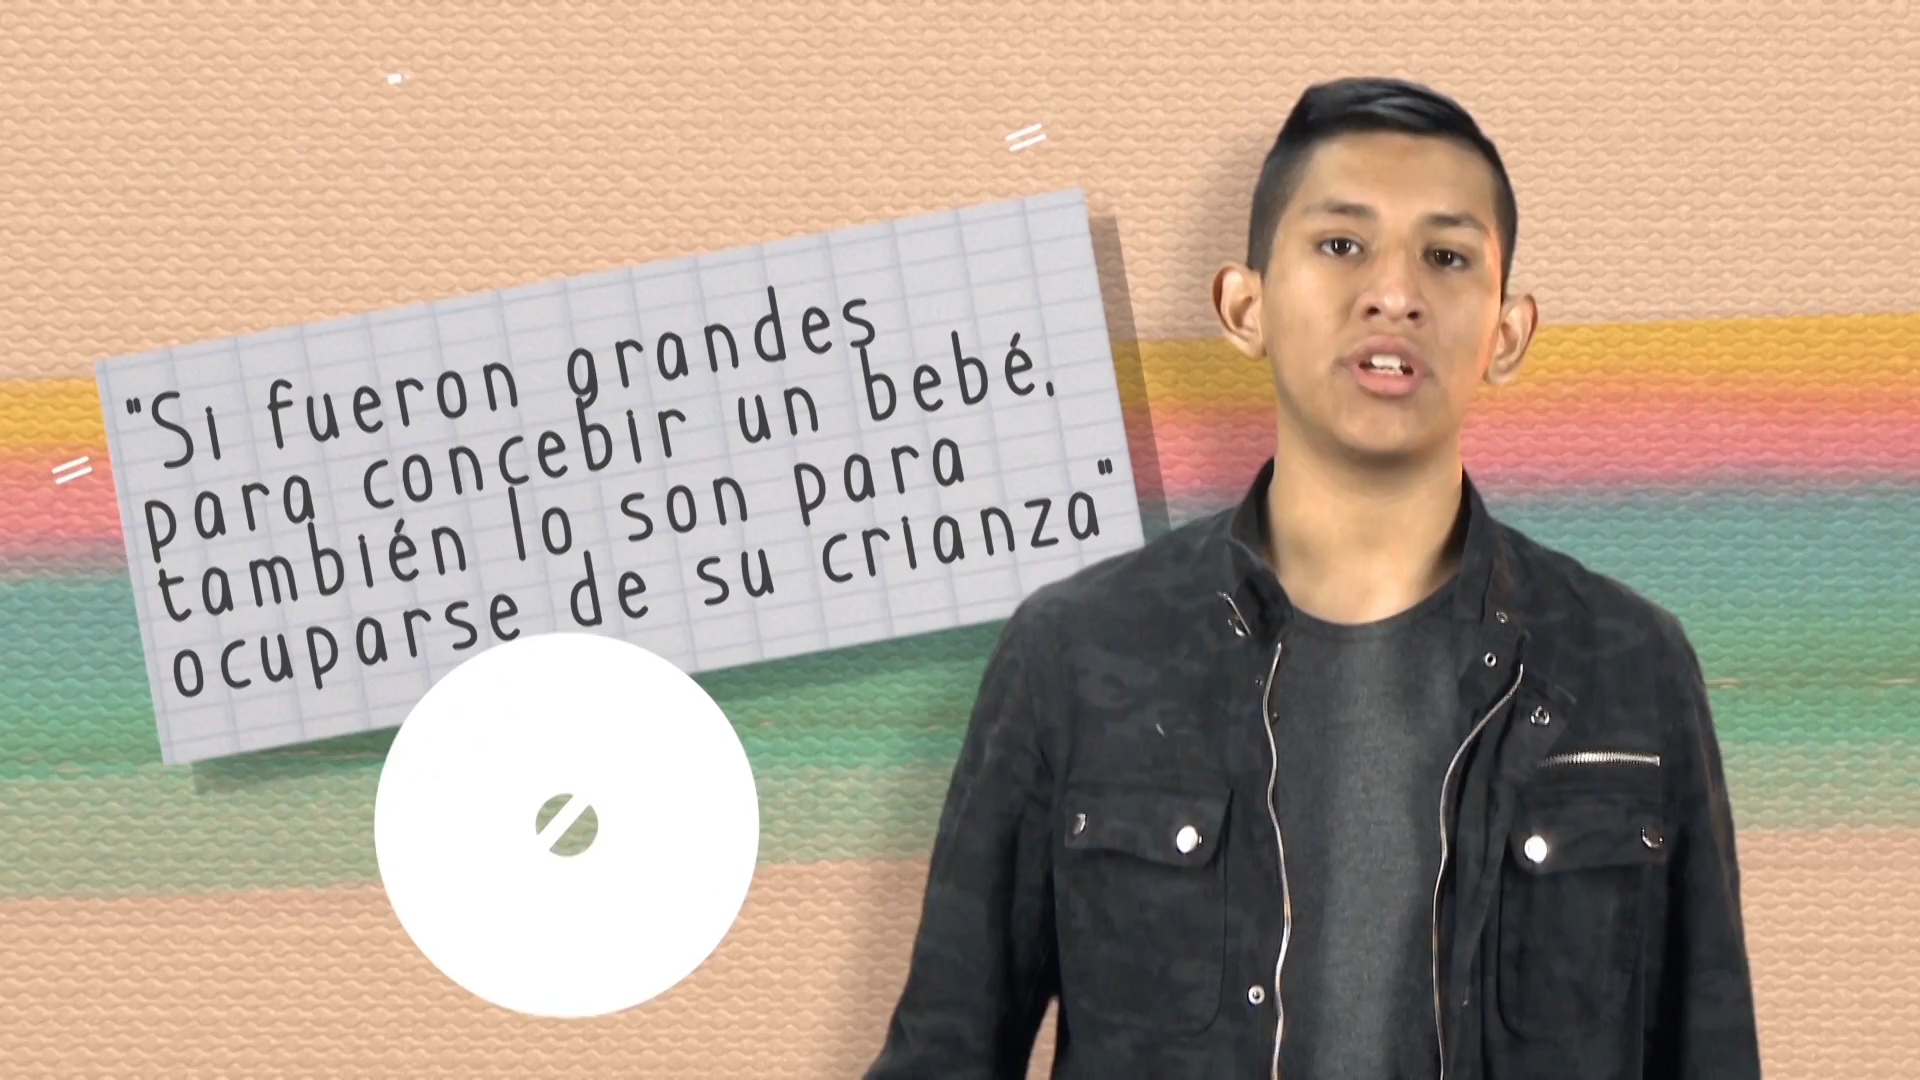 "Si fueron grandes
para concebir un bebé,
también lo son para
ocuparse de su crianza"